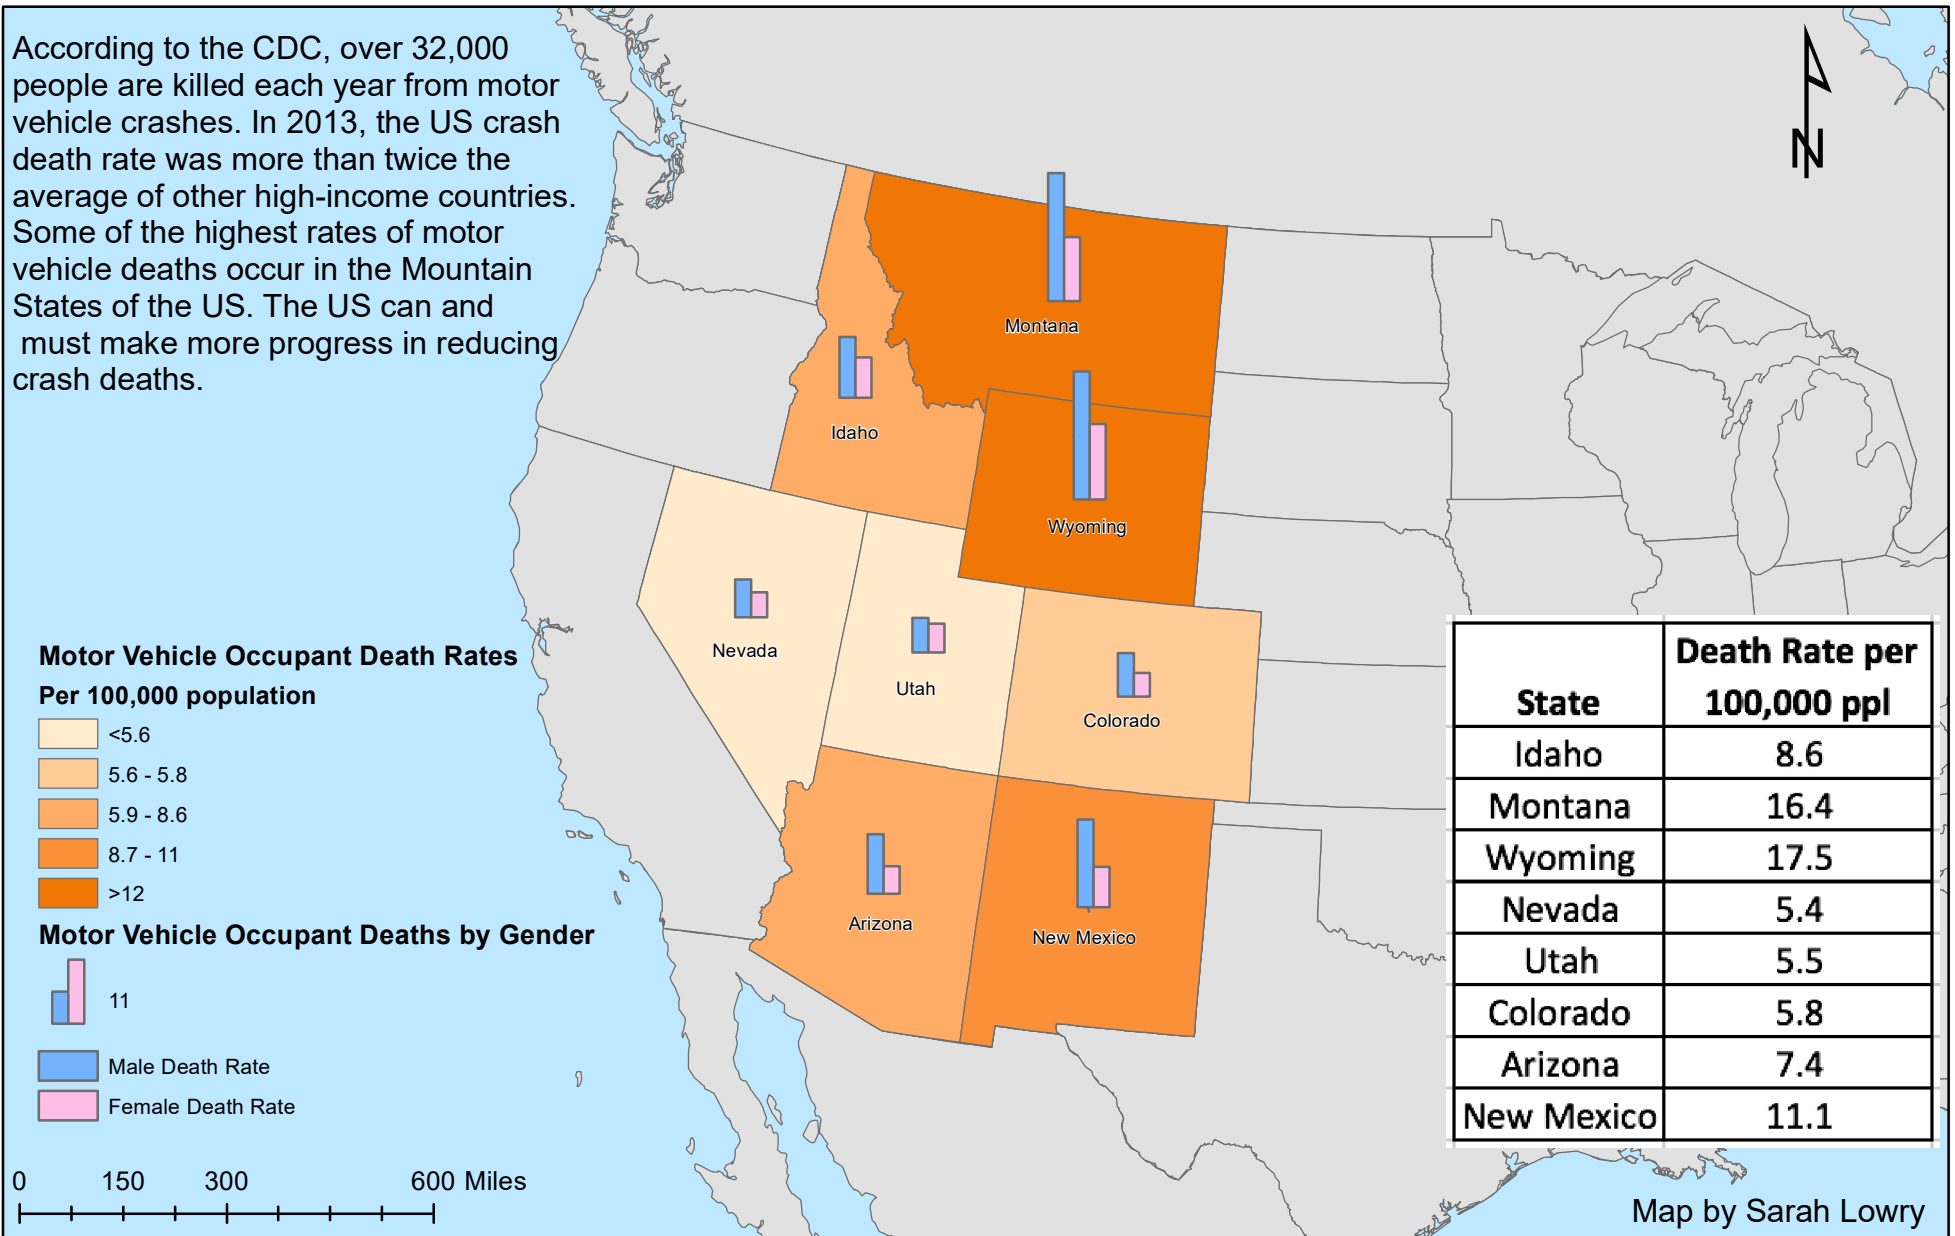 According to the CDC, over 32,000
people are killed each year from motor
vehicle crashes. In 2013, the US crash
death rate was more than twice the
average of other high-income countries.
Some of the highest rates of motor
vehicle deaths occur in the Mountain
States of the US. The US can and
must make more progress in reducing
crash deaths.
N
Montana
Idaho
Wyoming
Nevada
Utah
Colorado
Arizona
New Mexico
Motor Vehicle Occupant Death Rates
Per 100,000 population
<5.6
5.6 - 5.8
5.9 - 8.6
8.7 - 11
>12
Motor Vehicle Occupant Deaths by Gender
11
Male Death Rate
Female Death Rate
0 150 300 600 Miles
State Death Rate per
100,000 ppl
Idaho 8.6
Montana 16.4
Wyoming 17.5
Nevada 5.4
Utah 5.5
Colorado 5.8
Arizona 7.4
New Mexico 11.1
Map by Sarah Lowry